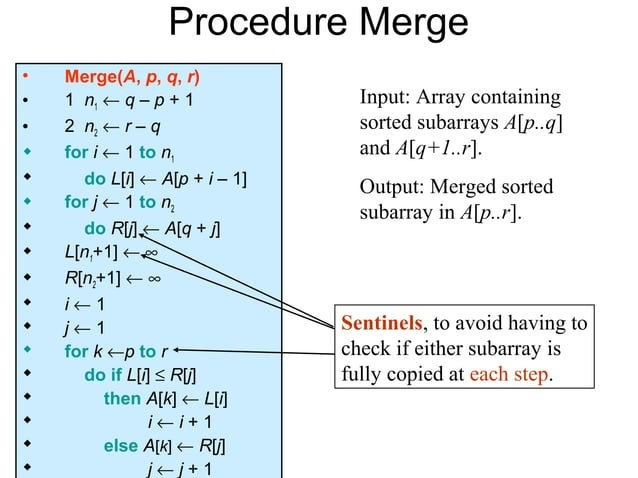 Procedure Merge
• Merge(A, p, q, r)
• 1 n₁ ← q – p + 1
• 2 n₂ ← r – q
◆ for i ← 1 to n₁
◆ do L[i] ← A[p + i – 1]
◆ for j ← 1 to n₂
◆ do R[j] ← A[q + j]
◆ L[n₁+1] ← ∞
◆ R[n₂+1] ← ∞
◆ i ← 1
◆ j ← 1
◆ for k ←p to r
◆ do if L[i] ≤ R[j]
◆ then A[k] ← L[i]
◆ i ← i + 1
◆ else A[k] ← R[j]
◆ j ← j + 1
Input: Array containing
sorted subarrays A[p..q]
and A[q+1..r].
Output: Merged sorted
subarray in A[p..r].
Sentinels, to avoid having to
check if either subarray is
fully copied at each step.